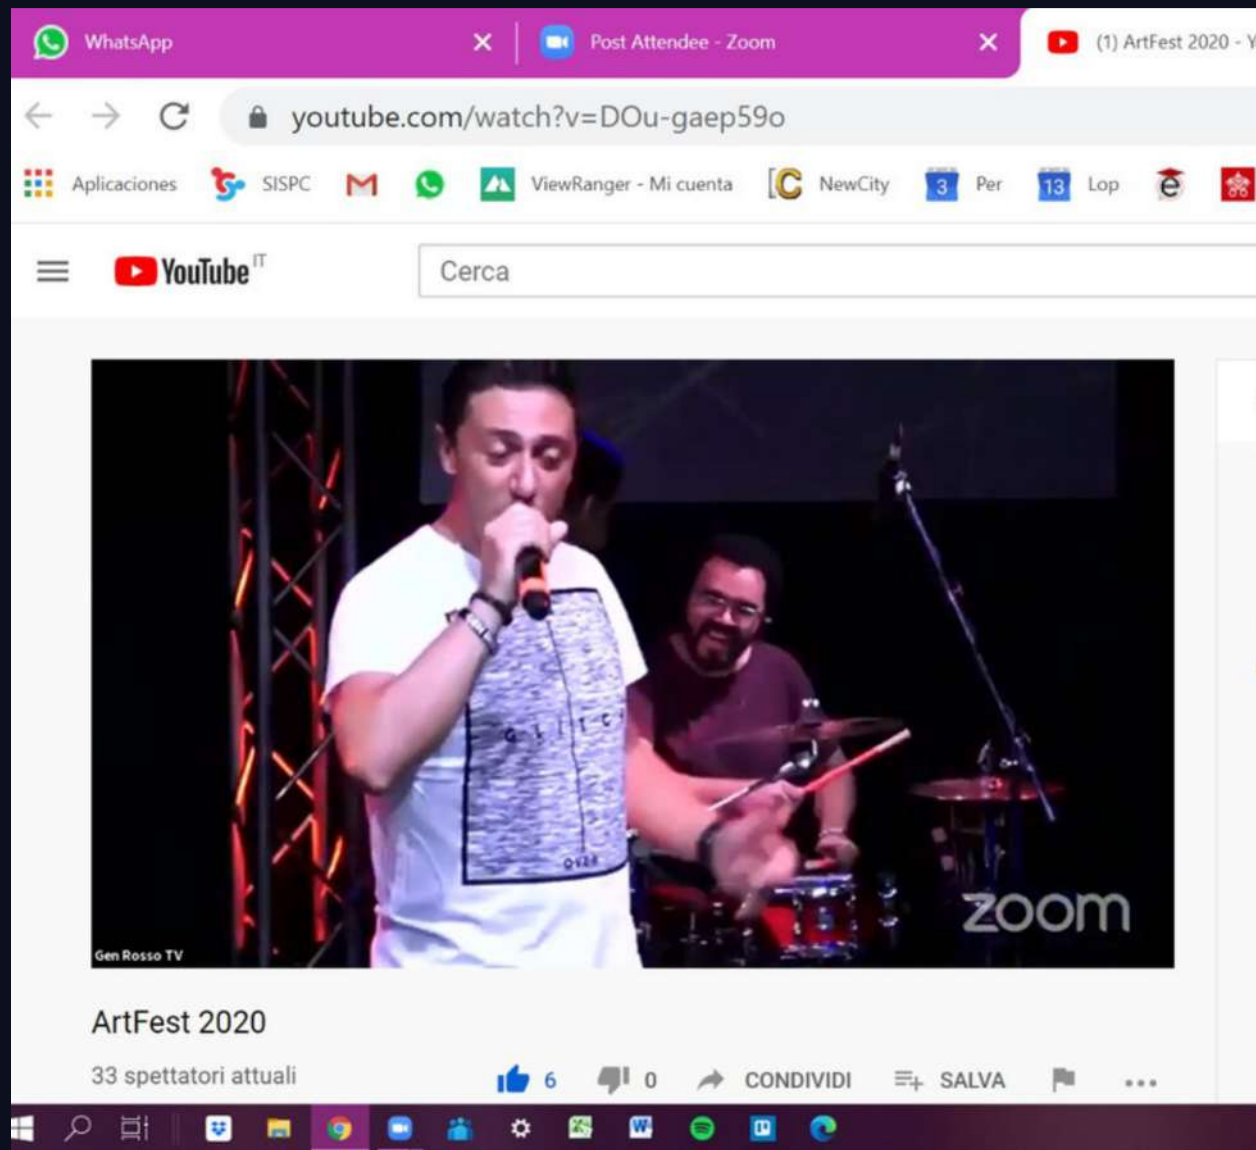 WhatsApp Post Attendee - Zoom (1) ArtFest 2020 - Y
youtube.com/watch?v=DOu-gaep59o
Aplicaciones SISPC ViewRanger - Mi cuenta [C NewCity 3 Per 13 Lop e
YouTube IT Cerca
GLITCH
OVER
zoom
Gen Rosso TV
ArtFest 2020
33 spettatori attuali 6 0 CONDIVIDI SALVA